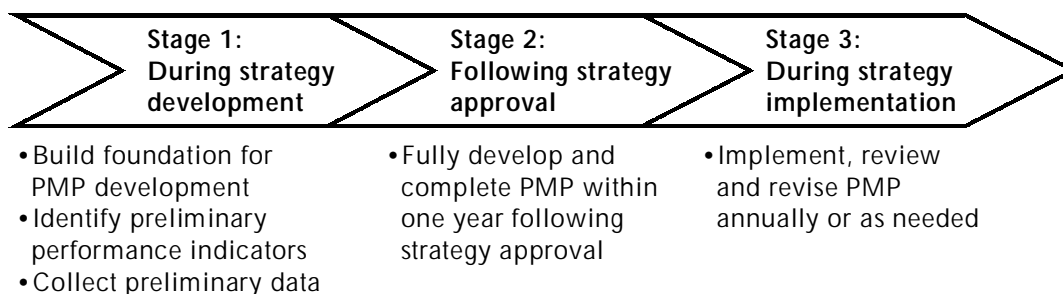 Stage 1:
During strategy
development
Stage 2:
Following strategy
approval
Stage 3:
During strategy
implementation
•Build foundation for
PMP development
•Identify preliminary
performance indicators
•Collect preliminary data
•Fully develop and
complete PMP within
one year following
strategy approval
•Implement, review
and revise PMP
annually or as needed